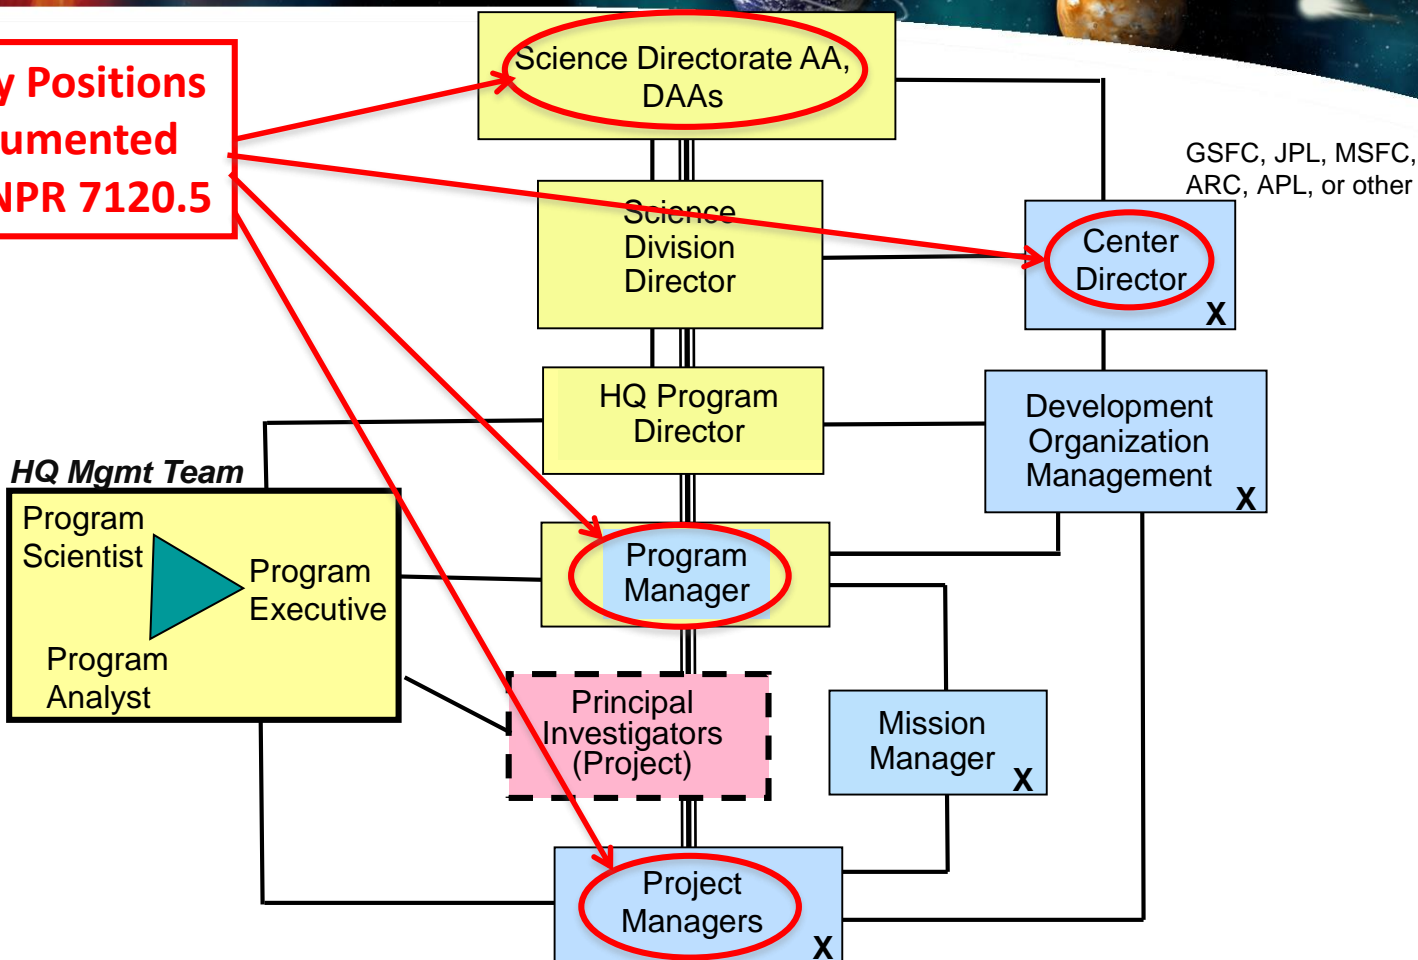 Science Directorate AA,
DAAs
y Positions
umented
NPR 7120.5
GSFC, JPL, MSFC,
ARC, APL, or other
Science
Division
Director
Center
Director
X
HQ Program
Director
Development
Organization
Management
X
HQ Mgmt Team
Program
Scientist
Program
Executive
Program
Analyst
Program
Manager
Principal
Investigators
(Project)
Mission
Manager
X
Project
Managers
X